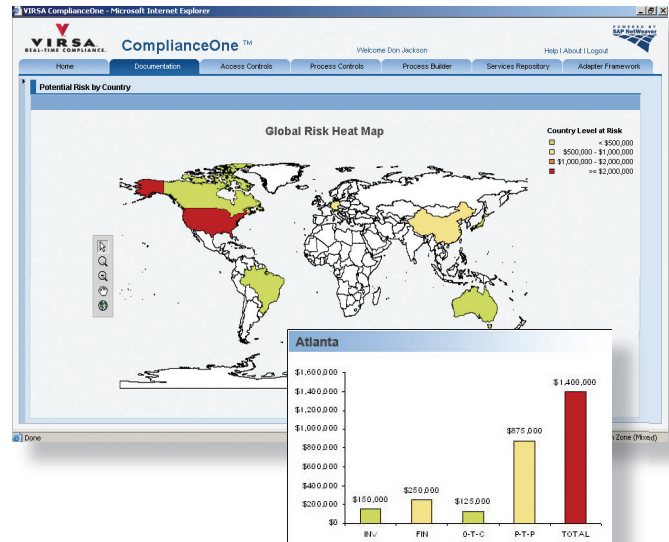 VIRSA ComplianceOne - Microsoft Internet Explorer
VIRSA
REAL-TIME COMPLIANCE.
ComplianceOne ™
Welcome Don Jackson
Help | About | Logout
POWERED BY
SAP NetWeaver
Home Documentation Access Controls Process Controls Process Builder Services Repository Adapter Framework
Potential Risk by Country
Global Risk Heat Map
Country Level at Risk
< $500,000
$500,000 - $1,000,000
$1,000,000 - $2,000,000
>= $2,000,000
Atlanta
$1,600,000
$1,400,000
$1,200,000
$1,000,000
$800,000
$600,000
$400,000
$200,000
$0
$150,000
$250,000
$125,000
$875,000
$1,400,000
INV FIN O-T-C P-T-P TOTAL
Done
Zone (Mixed)